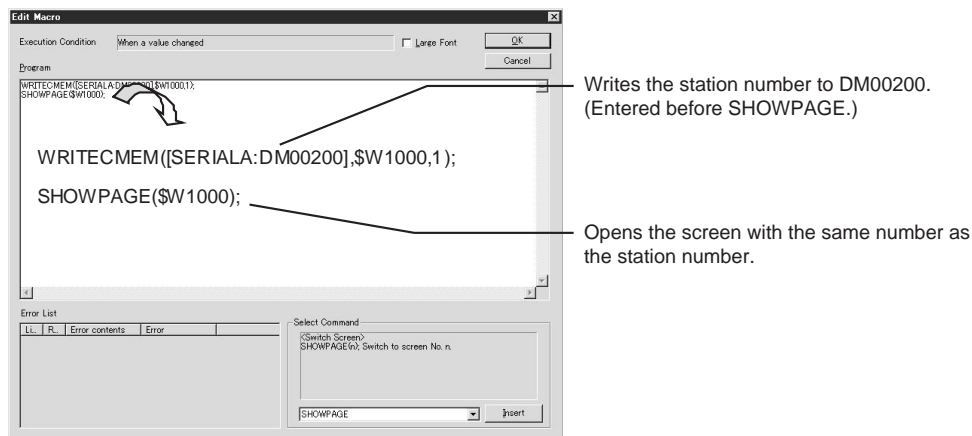 Edit Macro
Execution Condition When a value changed Large Font OK
Cancel
Program
WRITECMEM([SERIALA:DM00200],$W1000,1);
SHOWPAGE($W1000);
Writes the station number to DM00200.
(Entered before SHOWPAGE.)
WRITECMEM([SERIALA:DM00200],$W1000,1);
SHOWPAGE($W1000);
Opens the screen with the same number as
the station number.
Error List
Li.. R.. Error contents Error
Select Command
<Switch Screen>
SHOWPAGE(n); Switch to screen No. n.
SHOWPAGE Insert